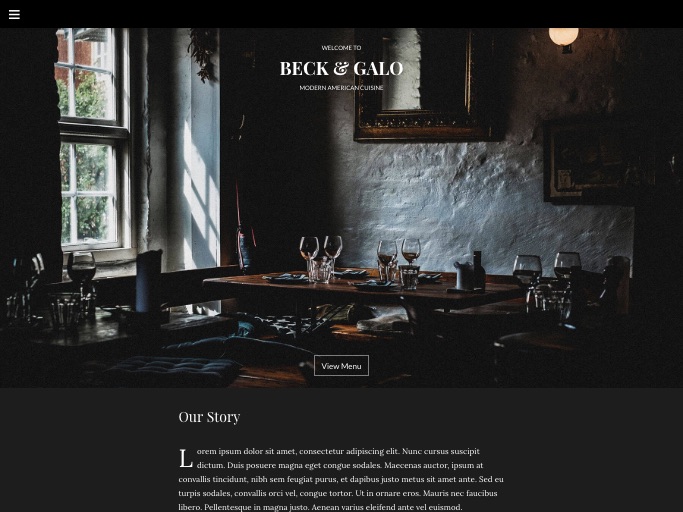 WELCOME TO
BECK & GALO
MODERN AMERICAN CUISINE
View Menu
Our Story
Lorem ipsum dolor sit amet, consectetur adipiscing elit. Nunc cursus suscipit
dictum. Duis posuere magna eget congue sodales. Maecenas auctor, ipsum at
convallis tincidunt, nibh sem feugiat purus, et dapibus justo metus sit amet ante. Sed eu
turpis sodales, convallis orci vel, congue tortor. Ut in ornare eros. Mauris nec faucibus
libero. Pellentesque in magna justo. Aenean varius eleifend ante vel euismod.